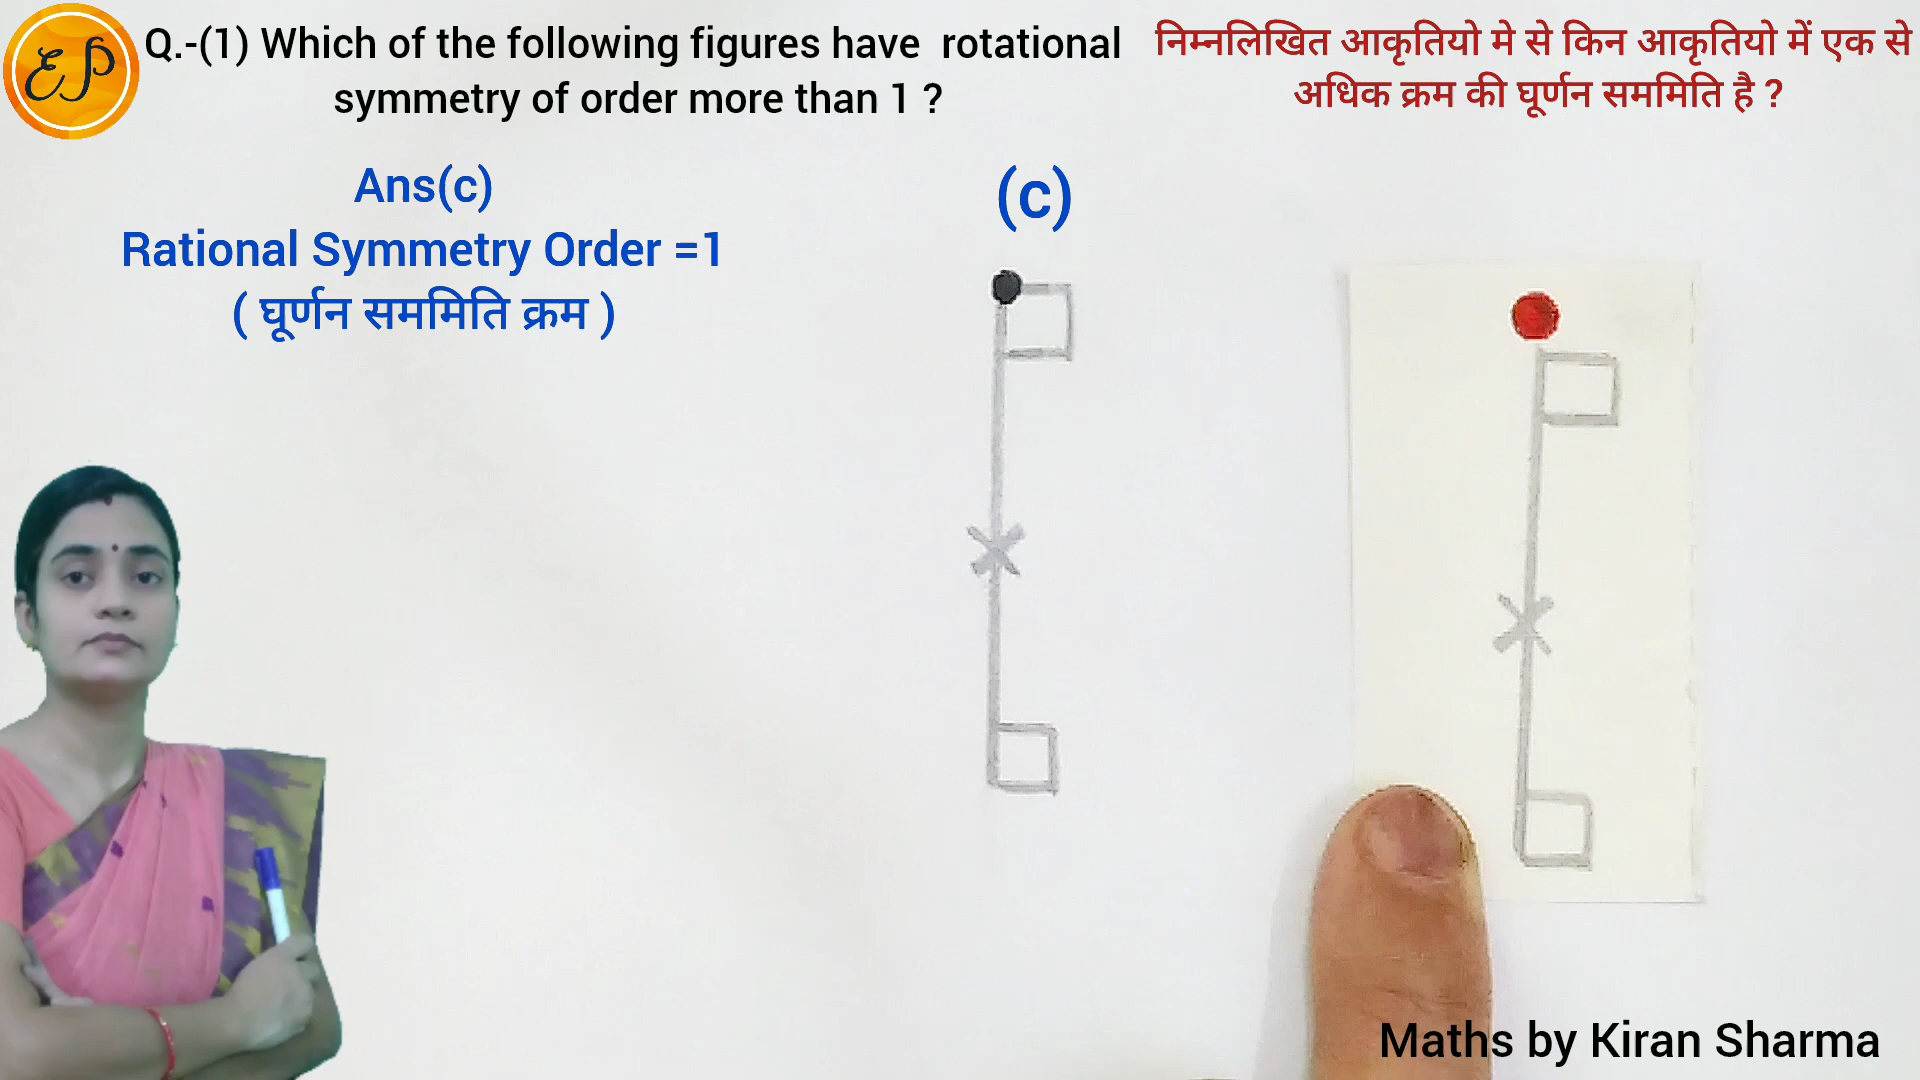 EP
Q.-(1) Which of the following figures have rotational
symmetry of order more than 1 ?
निम्नलिखित आकृतियो मे से किन आकृतियो में एक से
अधिक क्रम की घूर्णन सममिति है ?
Ans(c)
Rational Symmetry Order =1
( घूर्णन सममिति क्रम )
(c)
Maths by Kiran Sharma